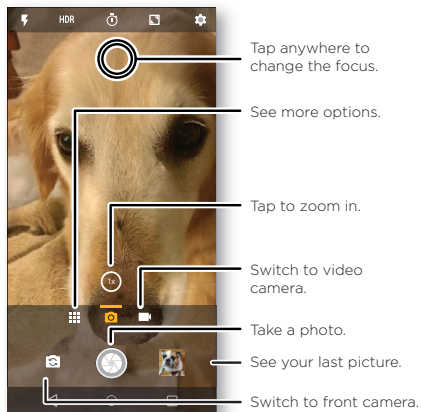 HDR
Tap anywhere to
change the focus.
See more options.
Tap to zoom in.
1x
Switch to video
camera.
Take a photo.
See your last picture.
Switch to front camera.